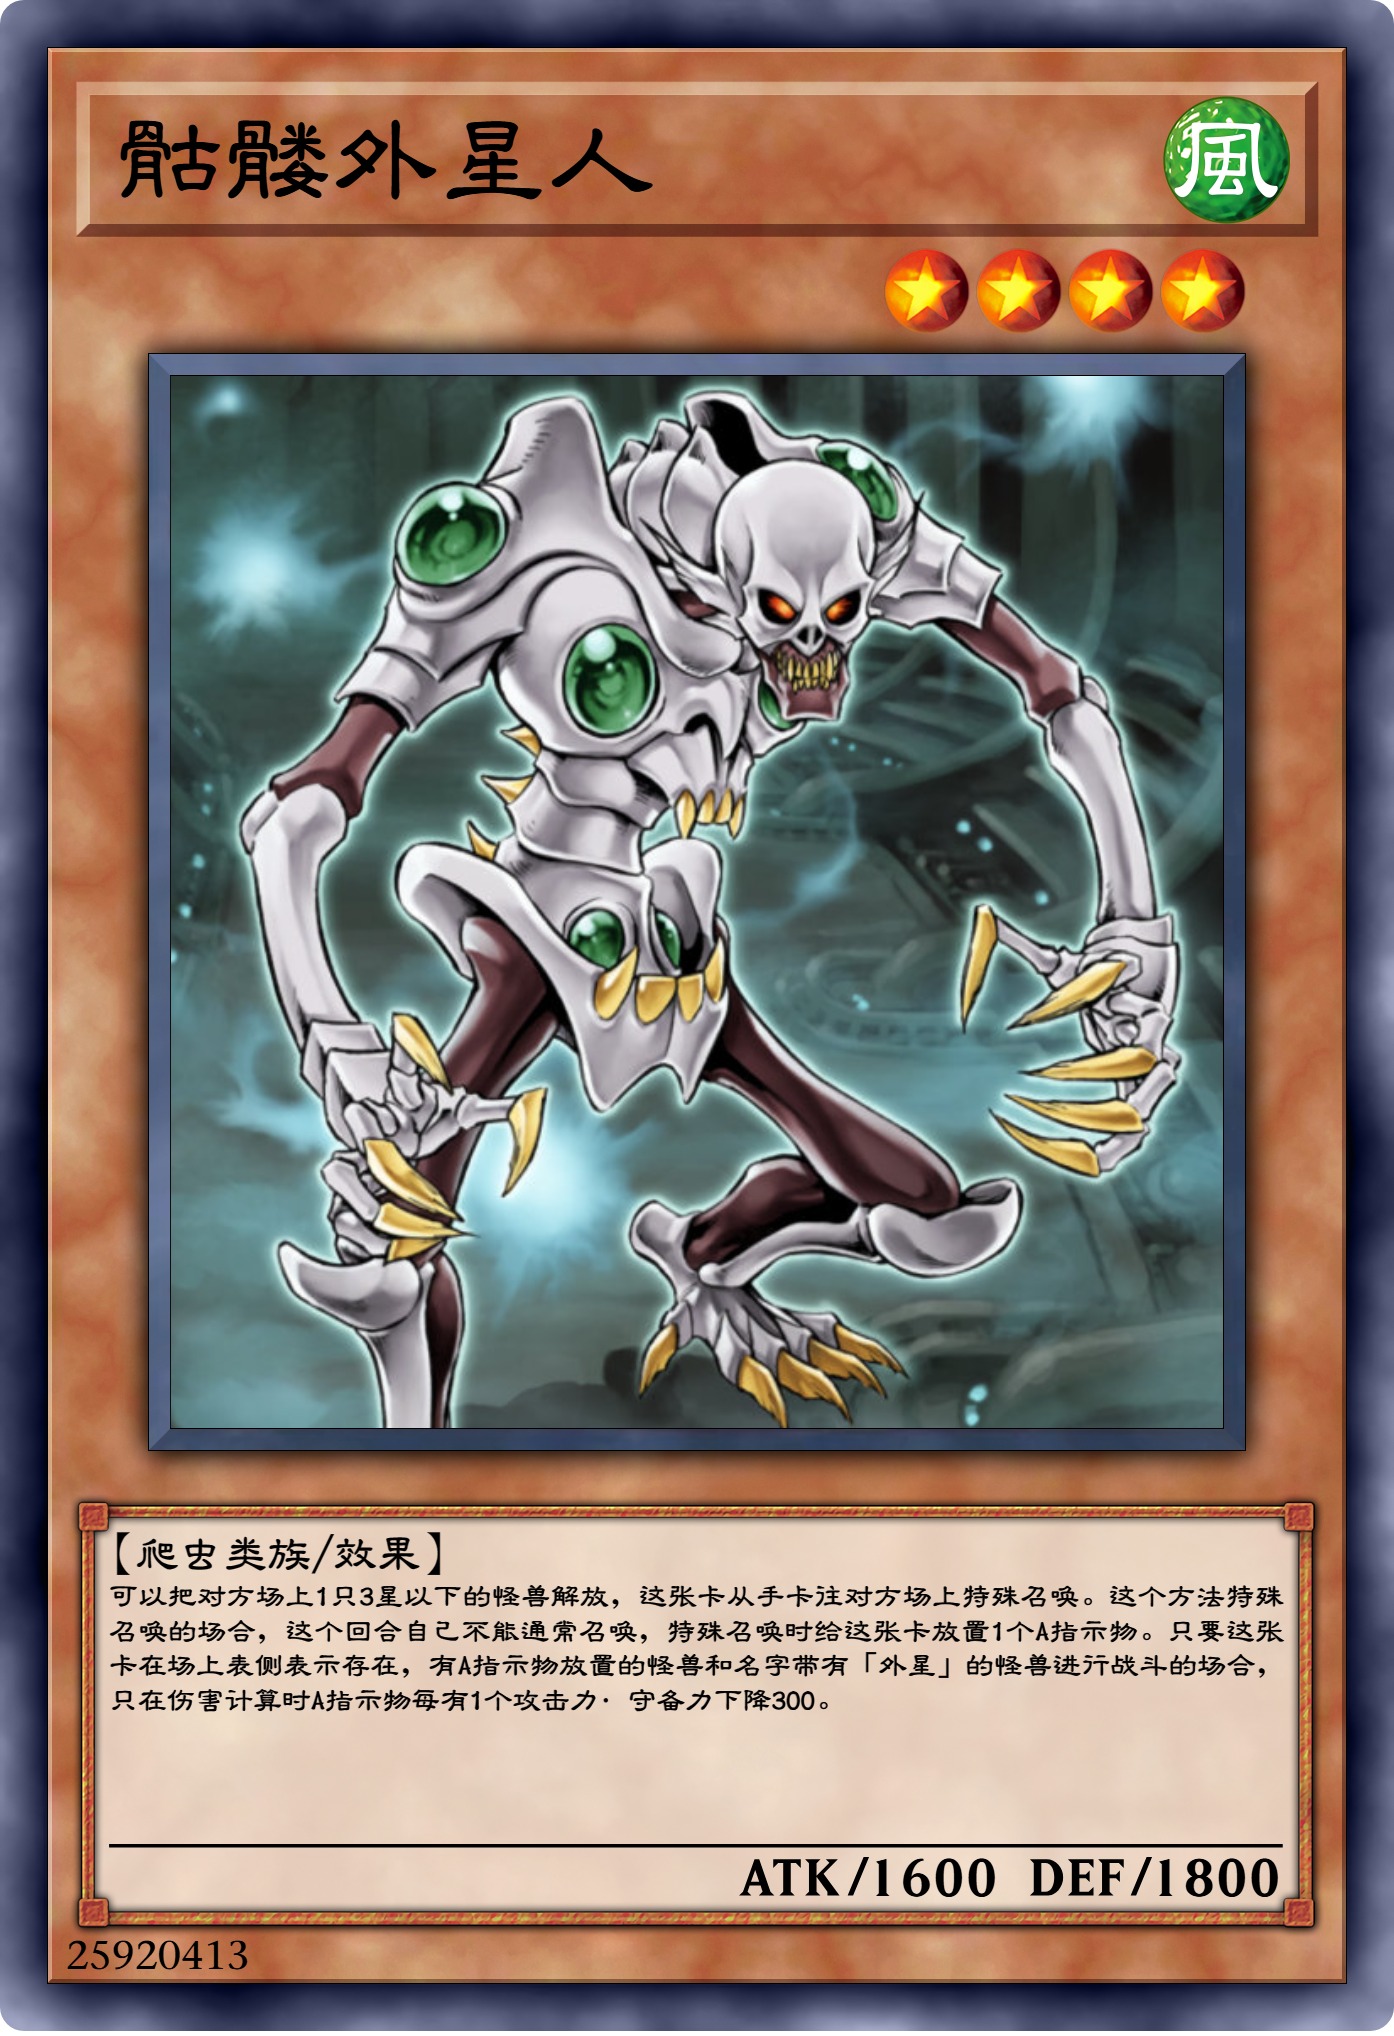 骷髅外星人
風
【爬虫类族/效果】
可以把对方场上1只3星以下的怪兽解放，这张卡从手卡往对方场上特殊召唤。这个方法特殊
召唤的场合，这个回合自己不能通常召唤，特殊召唤时给这张卡放置1个A指示物。只要这张
卡在场上表侧表示存在，有A指示物放置的怪兽和名字带有「外星」的怪兽进行战斗的场合，
只在伤害计算时A指示物每有1个攻击力·守备力下降300。
ATK/1600 DEF/1800
25920413